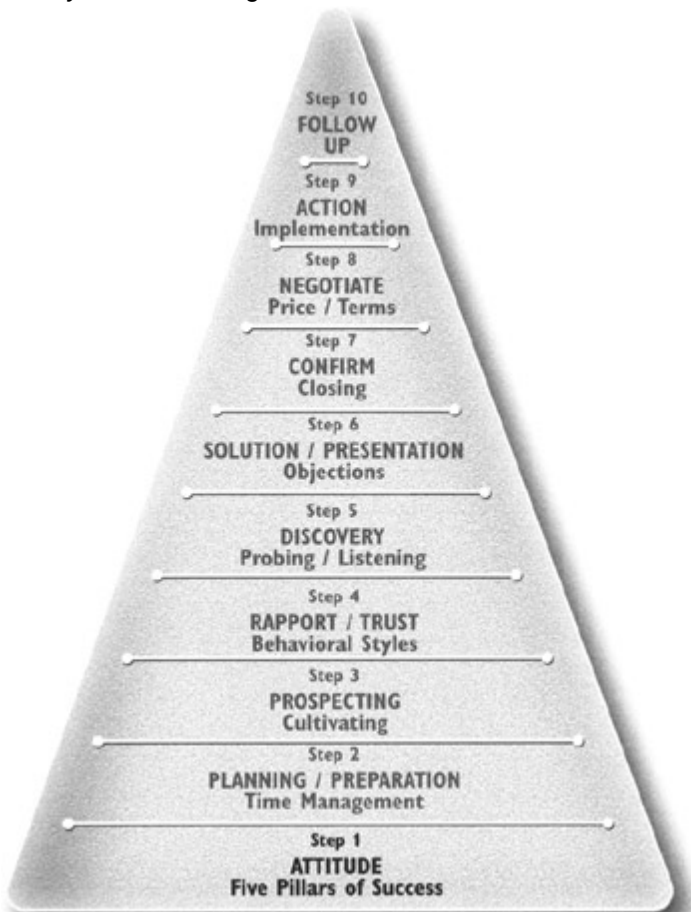 Step 10
FOLLOW
UP
Step 9
ACTION
Implementation
Step 8
NEGOTIATE
Price / Terms
Step 7
CONFIRM
Closing
Step 6
SOLUTION / PRESENTATION
Objections
Step 5
DISCOVERY
Probing / Listening
Step 4
RAPPORT / TRUST
Behavioral Styles
Step 3
PROSPECTING
Cultivating
Step 2
PLANNING / PREPARATION
Time Management
Step 1
ATTITUDE
Five Pillars of Success